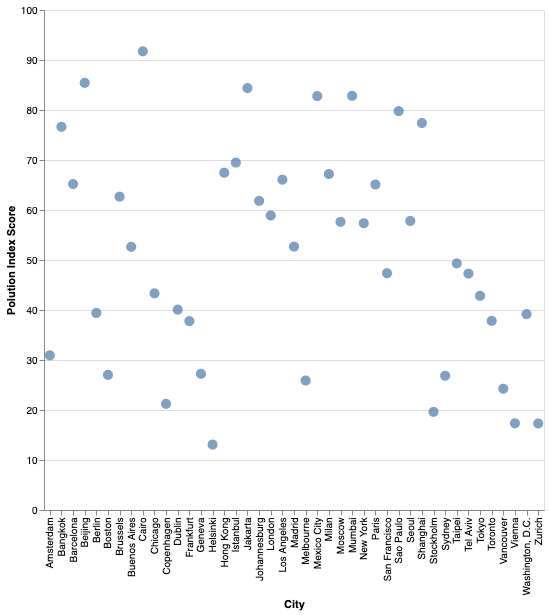 100
90
80
70
60
50
40
30
20
10
0
Polution Index Score
Amsterdam
Bangkok
Barcelona
Beijing
Berlin
Boston
Brussels
Buenos Aires
Cairo
Chicago
Copenhagen
Dublin
Frankfurt
Geneva
Helsinki
Hong Kong
Istanbul
Jakarta
Johannesburg
London
Los Angeles
Madrid
Melbourne
Mexico City
Milan
Moscow
Mumbai
New York
Paris
San Francisco
Sao Paulo
Seoul
Shanghai
Stockholm
Sydney
Taipei
Tel Aviv
Tokyo
Toronto
Vancouver
Vienna
Washington, D.C.
Zurich
City